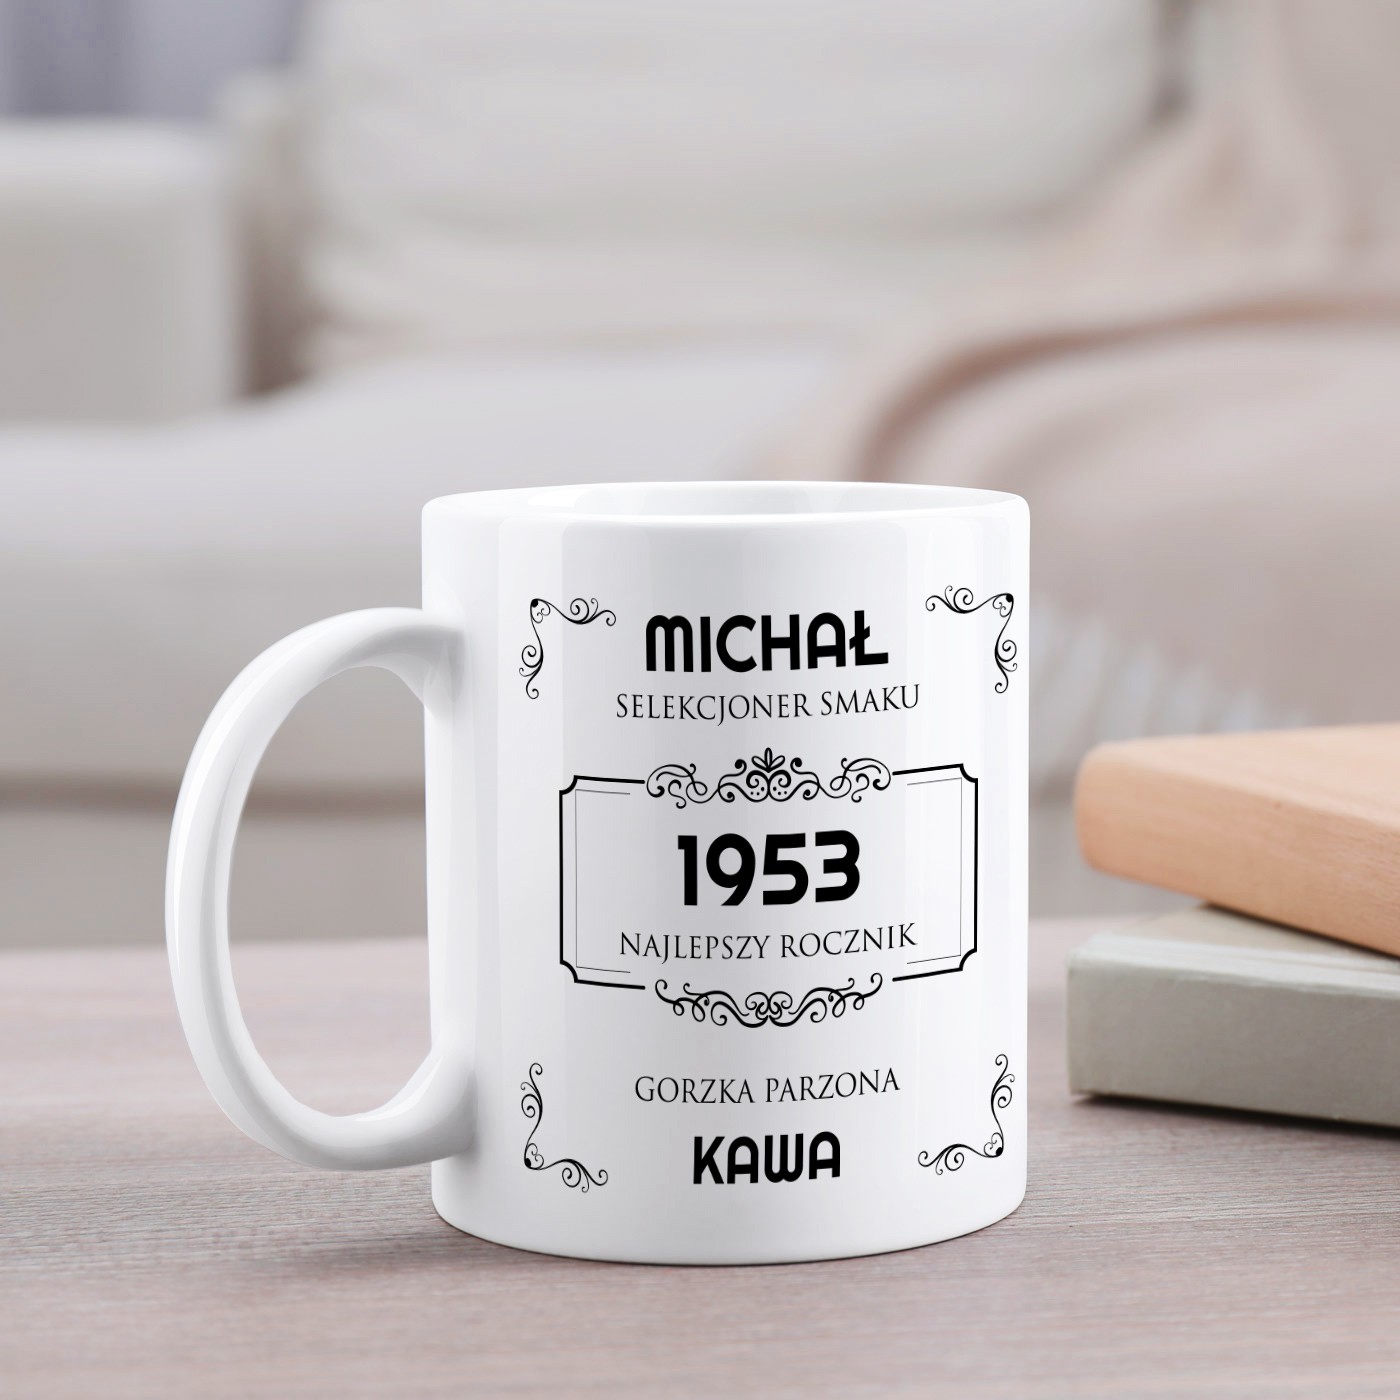 MICHAŁ
SELEKCJONER SMAKU
1953
NAJLEPSZY ROCZNIK
GORZKA PARZONA
KAWA